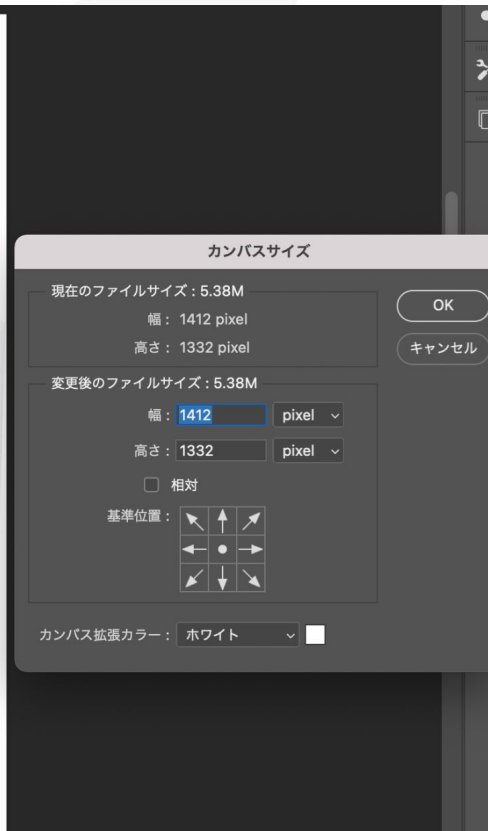 カンバスサイズ
現在のファイルサイズ : 5.38M
幅 : 1412 pixel
高さ : 1332 pixel
OK
キャンセル
変更後のファイルサイズ : 5.38M
幅 : 1412 pixel
高さ : 1332 pixel
相対
基準位置 :
カンバス拡張カラー : ホワイト